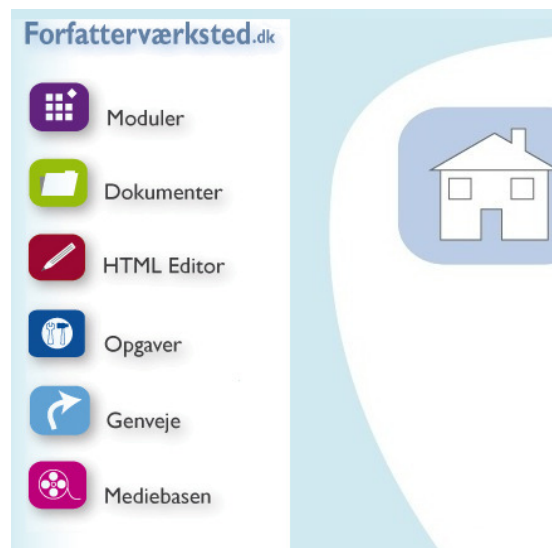 Forfatterværksted.dk
Moduler
Dokumenter
HTML Editor
Opgaver
Genveje
Mediebasen